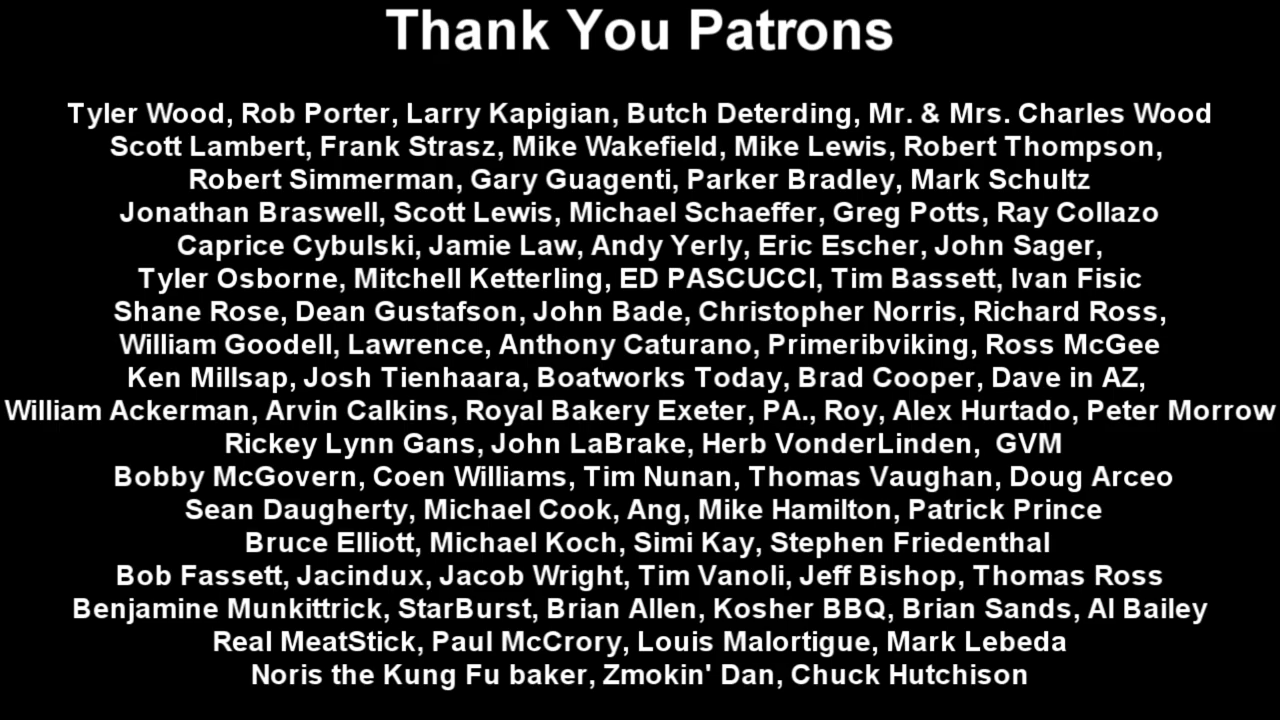 Thank You Patrons
Tyler Wood, Rob Porter, Larry Kapigian, Butch Deterding, Mr. & Mrs. Charles Wood
Scott Lambert, Frank Strasz, Mike Wakefield, Mike Lewis, Robert Thompson,
Robert Simmerman, Gary Guagenti, Parker Bradley, Mark Schultz
Jonathan Braswell, Scott Lewis, Michael Schaeffer, Greg Potts, Ray Collazo
Caprice Cybulski, Jamie Law, Andy Yerly, Eric Escher, John Sager,
Tyler Osborne, Mitchell Ketterling, ED PASCUCCI, Tim Bassett, Ivan Fisic
Shane Rose, Dean Gustafson, John Bade, Christopher Norris, Richard Ross,
William Goodell, Lawrence, Anthony Caturano, Primeribviking, Ross McGee
Ken Millsap, Josh Tienhaara, Boatworks Today, Brad Cooper, Dave in AZ,
William Ackerman, Arvin Calkins, Royal Bakery Exeter, PA., Roy, Alex Hurtado, Peter Morrow
Rickey Lynn Gans, John LaBrake, Herb VonderLinden,  GVM
Bobby McGovern, Coen Williams, Tim Nunan, Thomas Vaughan, Doug Arceo
Sean Daugherty, Michael Cook, Ang, Mike Hamilton, Patrick Prince
Bruce Elliott, Michael Koch, Simi Kay, Stephen Friedenthal
Bob Fassett, Jacindux, Jacob Wright, Tim Vanoli, Jeff Bishop, Thomas Ross
Benjamine Munkittrick, StarBurst, Brian Allen, Kosher BBQ, Brian Sands, Al Bailey
Real MeatStick, Paul McCrory, Louis Malortigue, Mark Lebeda
Noris the Kung Fu baker, Zmokin' Dan, Chuck Hutchison